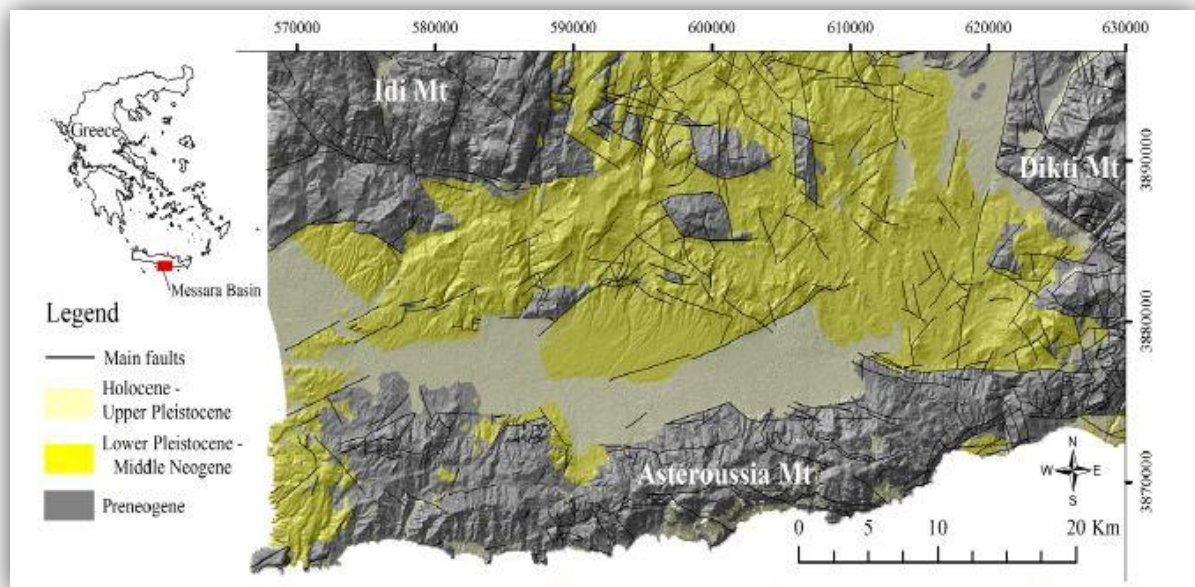 570000 580000 590000 600000 610000 620000 630000
Idi Mt
Greece
3890000
Dikti Mt
Messara Basin
Legend
3880000
Main faults
Holocene -
Upper Pleistocene
Lower Pleistocene -
Middle Neogene
N
W E
S
Asteroussia Mt
3870000
Preneogene
0 5 10 20 Km